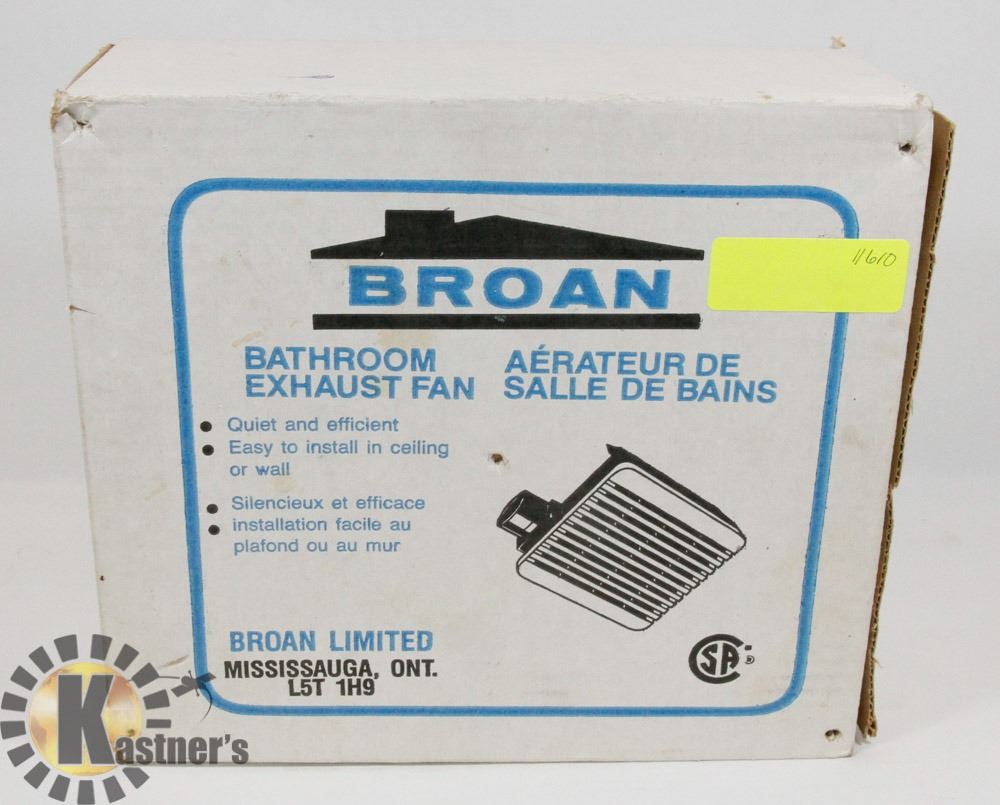 BROAN
11610
BATHROOM
EXHAUST FAN
AÉRATEUR DE
SALLE DE BAINS
• Quiet and efficient
• Easy to install in ceiling
or wall
• Silencieux et efficace
• installation facile au
plafond ou au mur
BROAN LIMITED
MISSISSAUGA, ONT.
L5T 1H9
CSA ®
Kastner's